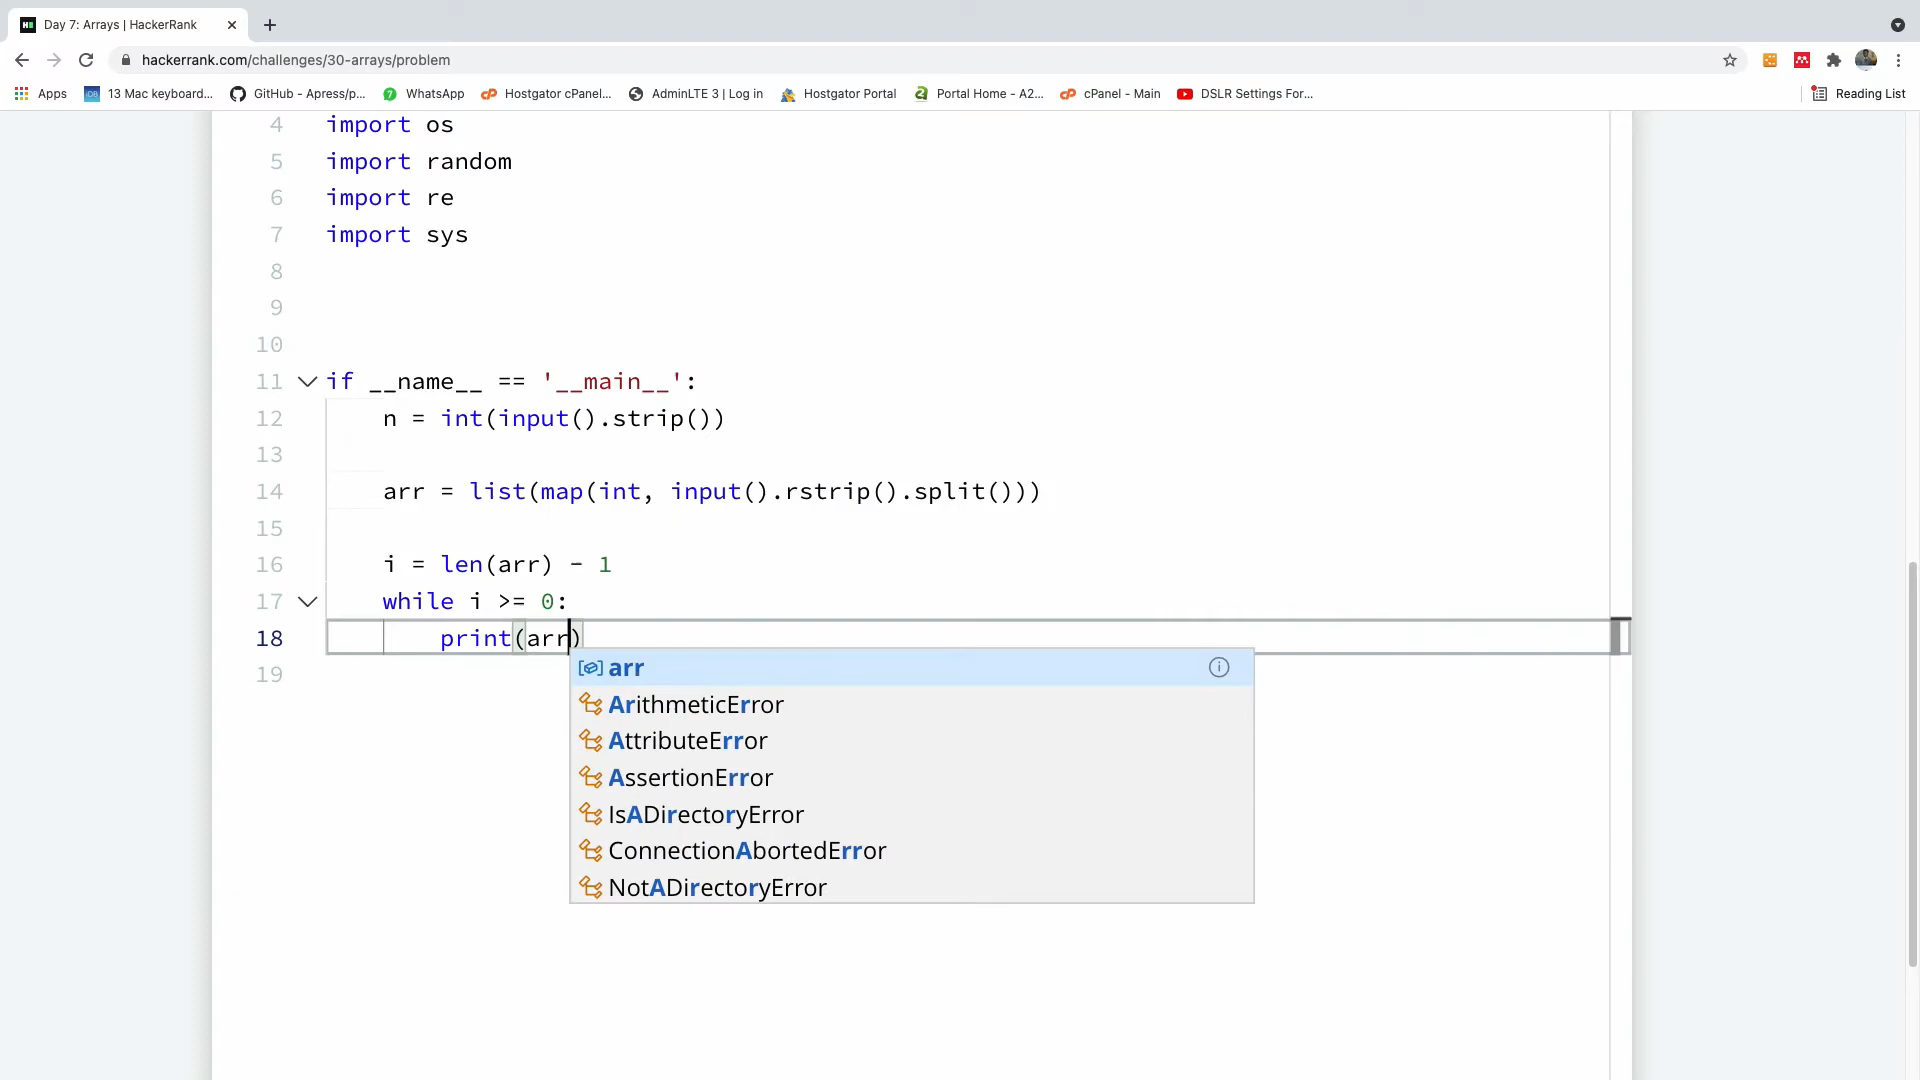 Day 7: Arrays | HackerRank
hackerrank.com/challenges/30-arrays/problem
Apps 13 Mac keyboard... GitHub - Apress/p... WhatsApp Hostgator cPanel... AdminLTE 3 | Log in Hostgator Portal Portal Home - A2... cPanel - Main DSLR Settings For... Reading List
4 import os
5 import random
6 import re
7 import sys
8
9
10
11 if __name__ == '__main__':
12 n = int(input().strip())
13
14 arr = list(map(int, input().rstrip().split()))
15
16 i = len(arr) - 1
17 while i >= 0:
18 print(arr)
19
arr
ArithmeticError
AttributeError
AssertionError
IsADirectoryError
ConnectionAbortedError
NotADirectoryError